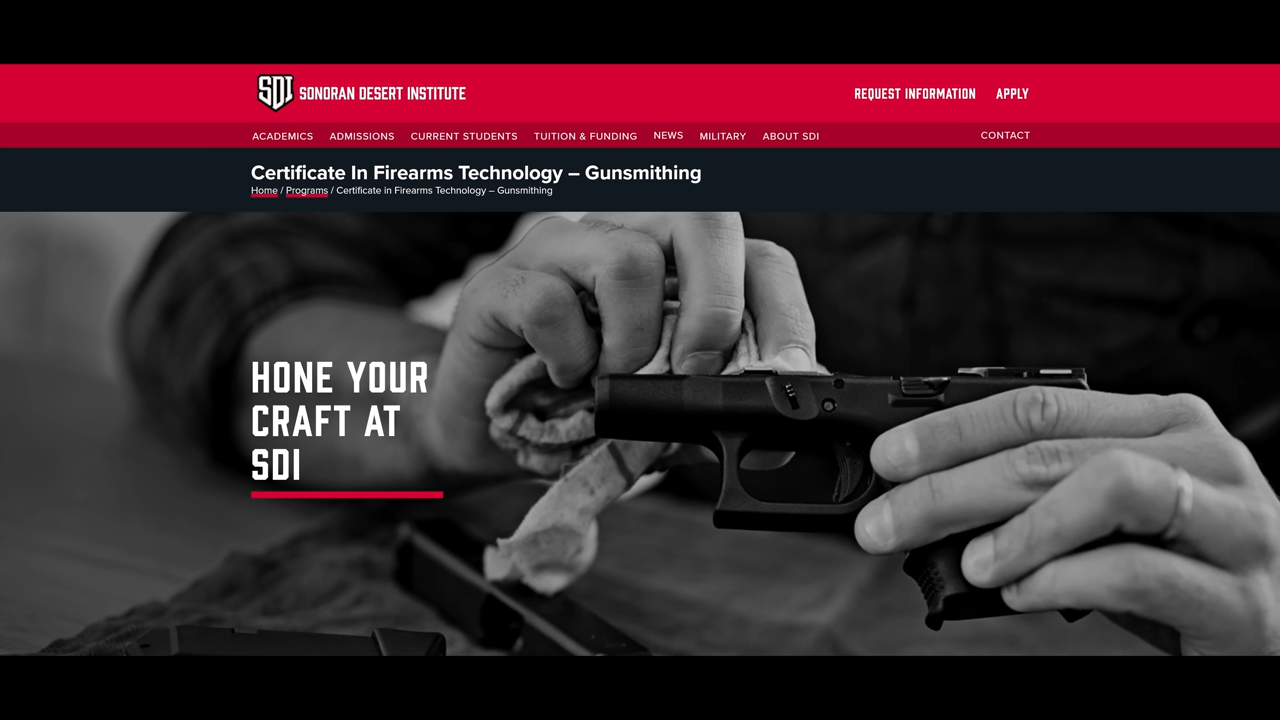 SDI SONORAN DESERT INSTITUTE
REQUEST INFORMATION APPLY
ACADEMICS ADMISSIONS CURRENT STUDENTS TUITION & FUNDING NEWS MILITARY ABOUT SDI CONTACT
Certificate In Firearms Technology – Gunsmithing
Home / Programs / Certificate in Firearms Technology – Gunsmithing
HONE YOUR
CRAFT AT
SDI